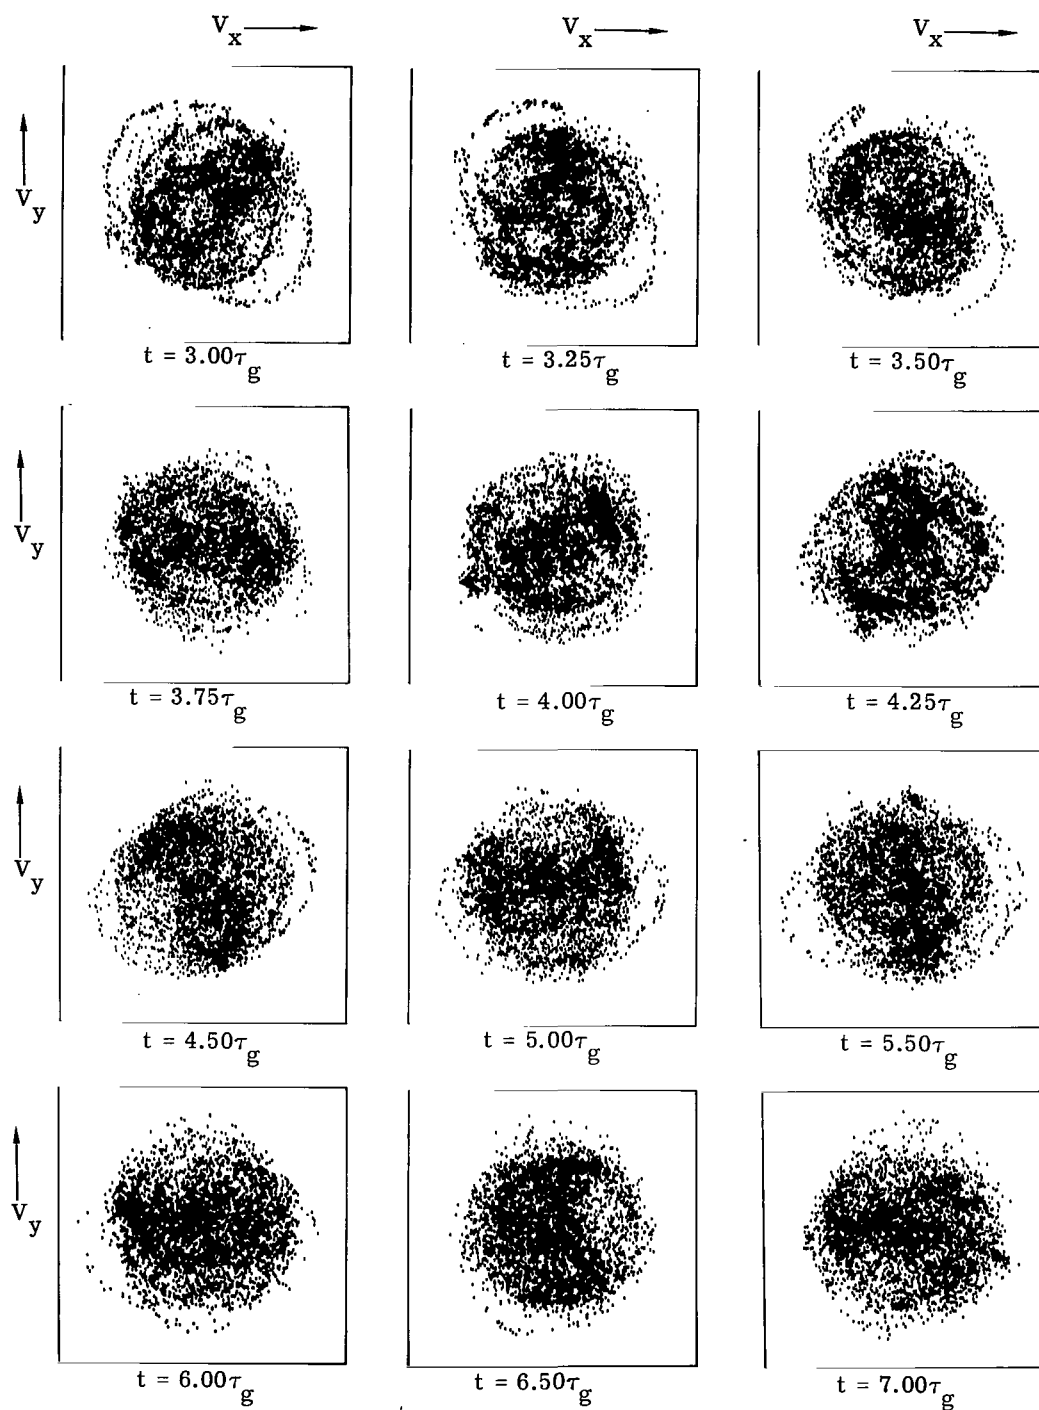 Vx Vx Vx
Vy
t = 3.00τg t = 3.25τg t = 3.50τg
Vy
t = 3.75τg t = 4.00τg t = 4.25τg
Vy
t = 4.50τg t = 5.00τg t = 5.50τg
Vy
t = 6.00τg t = 6.50τg t = 7.00τg